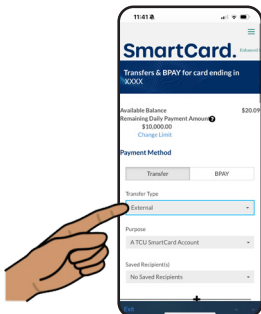 11:41
SmartCard.
Enhanced
Transfers & BPAY for card ending in
XXXX
Available Balance $20.09
Remaining Daily Payment Amount
$10,000.00
Change Limit
Payment Method
Transfer BPAY
Transfer Type
External
Purpose
A TCU SmartCard Account
Saved Recipient(s)
No Saved Recipients
Exit